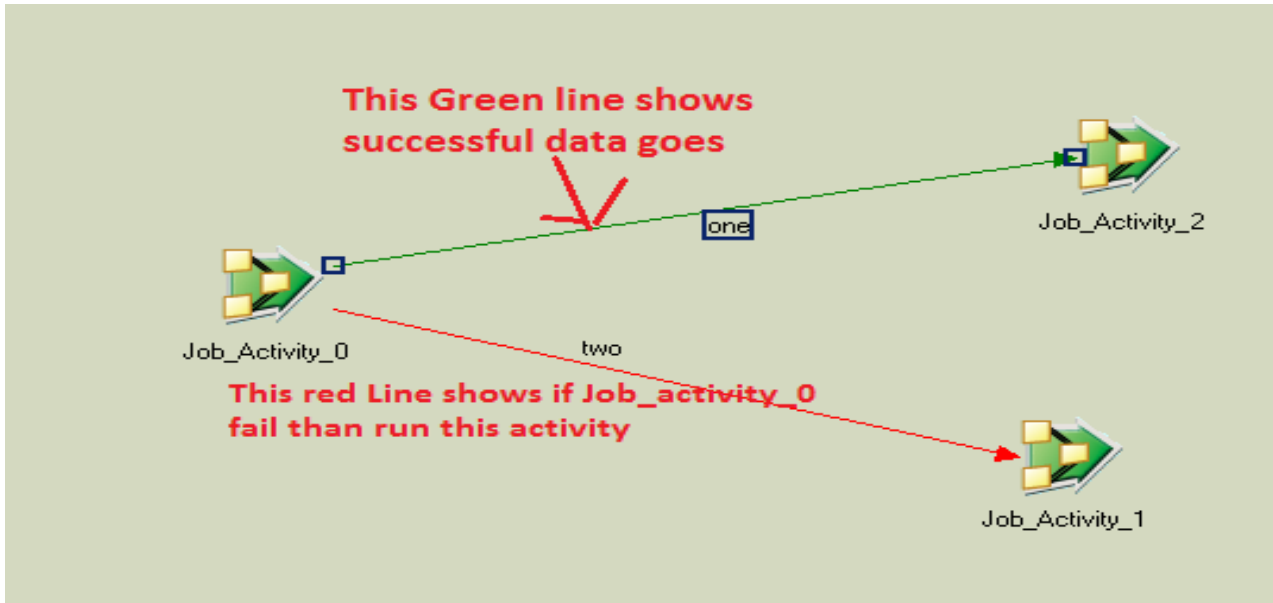 This Green line shows
successful data goes
one
Job_Activity_2
Job_Activity_0
two
This red Line shows if Job_activity_0
fail than run this activity
Job_Activity_1